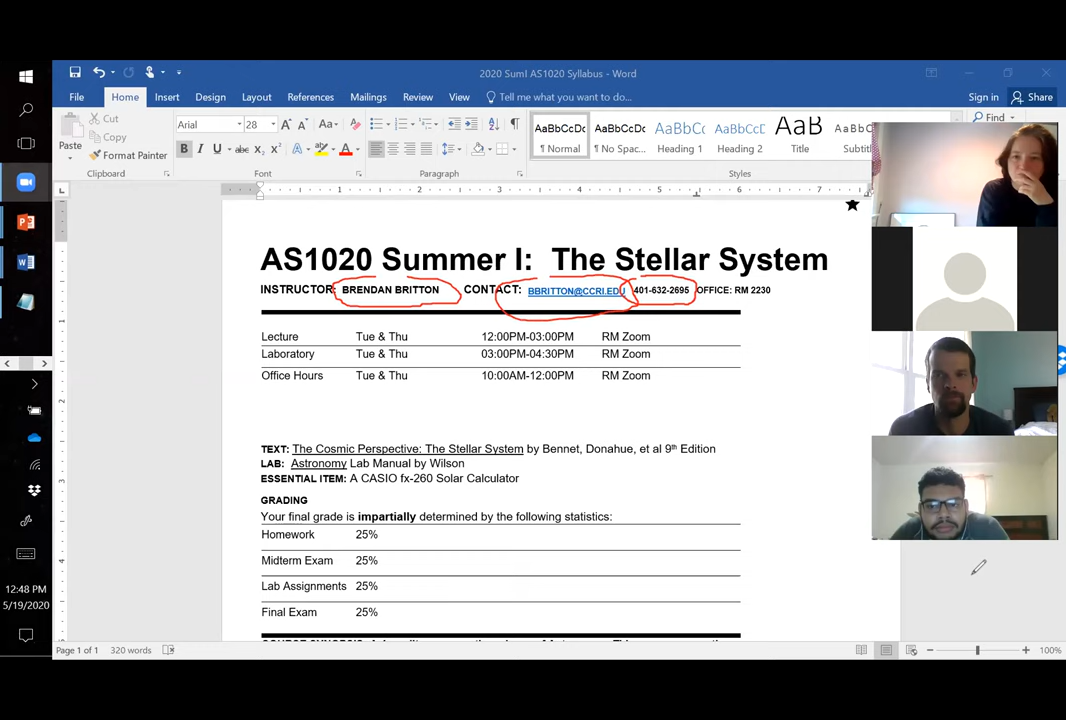 2020 SumI AS1020 Syllabus - Word
File Home Insert Design Layout References Mailings Review View Tell me what you want to do... Sign in Share
Paste Cut Copy Format Painter
Arial 28
Find
AaBbCcDc AaBbCcDc AaBbCc AaBbCcD AaB AaBbCc
¶ Normal ¶ No Spac... Heading 1 Heading 2 Title Subtit
Clipboard Paragraph Styles
AS1020 Summer I: The Stellar System
INSTRUCTOR: BRENDAN BRITTON CONTACT: BBRITTON@CCRI.EDU 401-632-2695 OFFICE: RM 2230
Lecture Tue & Thu 12:00PM-03:00PM RM Zoom
Laboratory Tue & Thu 03:00PM-04:30PM RM Zoom
Office Hours Tue & Thu 10:00AM-12:00PM RM Zoom
TEXT: The Cosmic Perspective: The Stellar System by Bennet, Donahue, et al 9th Edition
LAB: Astronomy Lab Manual by Wilson
ESSENTIAL ITEM: A CASIO fx-260 Solar Calculator
GRADING
Your final grade is impartially determined by the following statistics:
Homework 25%
Midterm Exam 25%
Lab Assignments 25%
Final Exam 25%
12:48 PM
5/19/2020
Page 1 of 1 320 words 100%